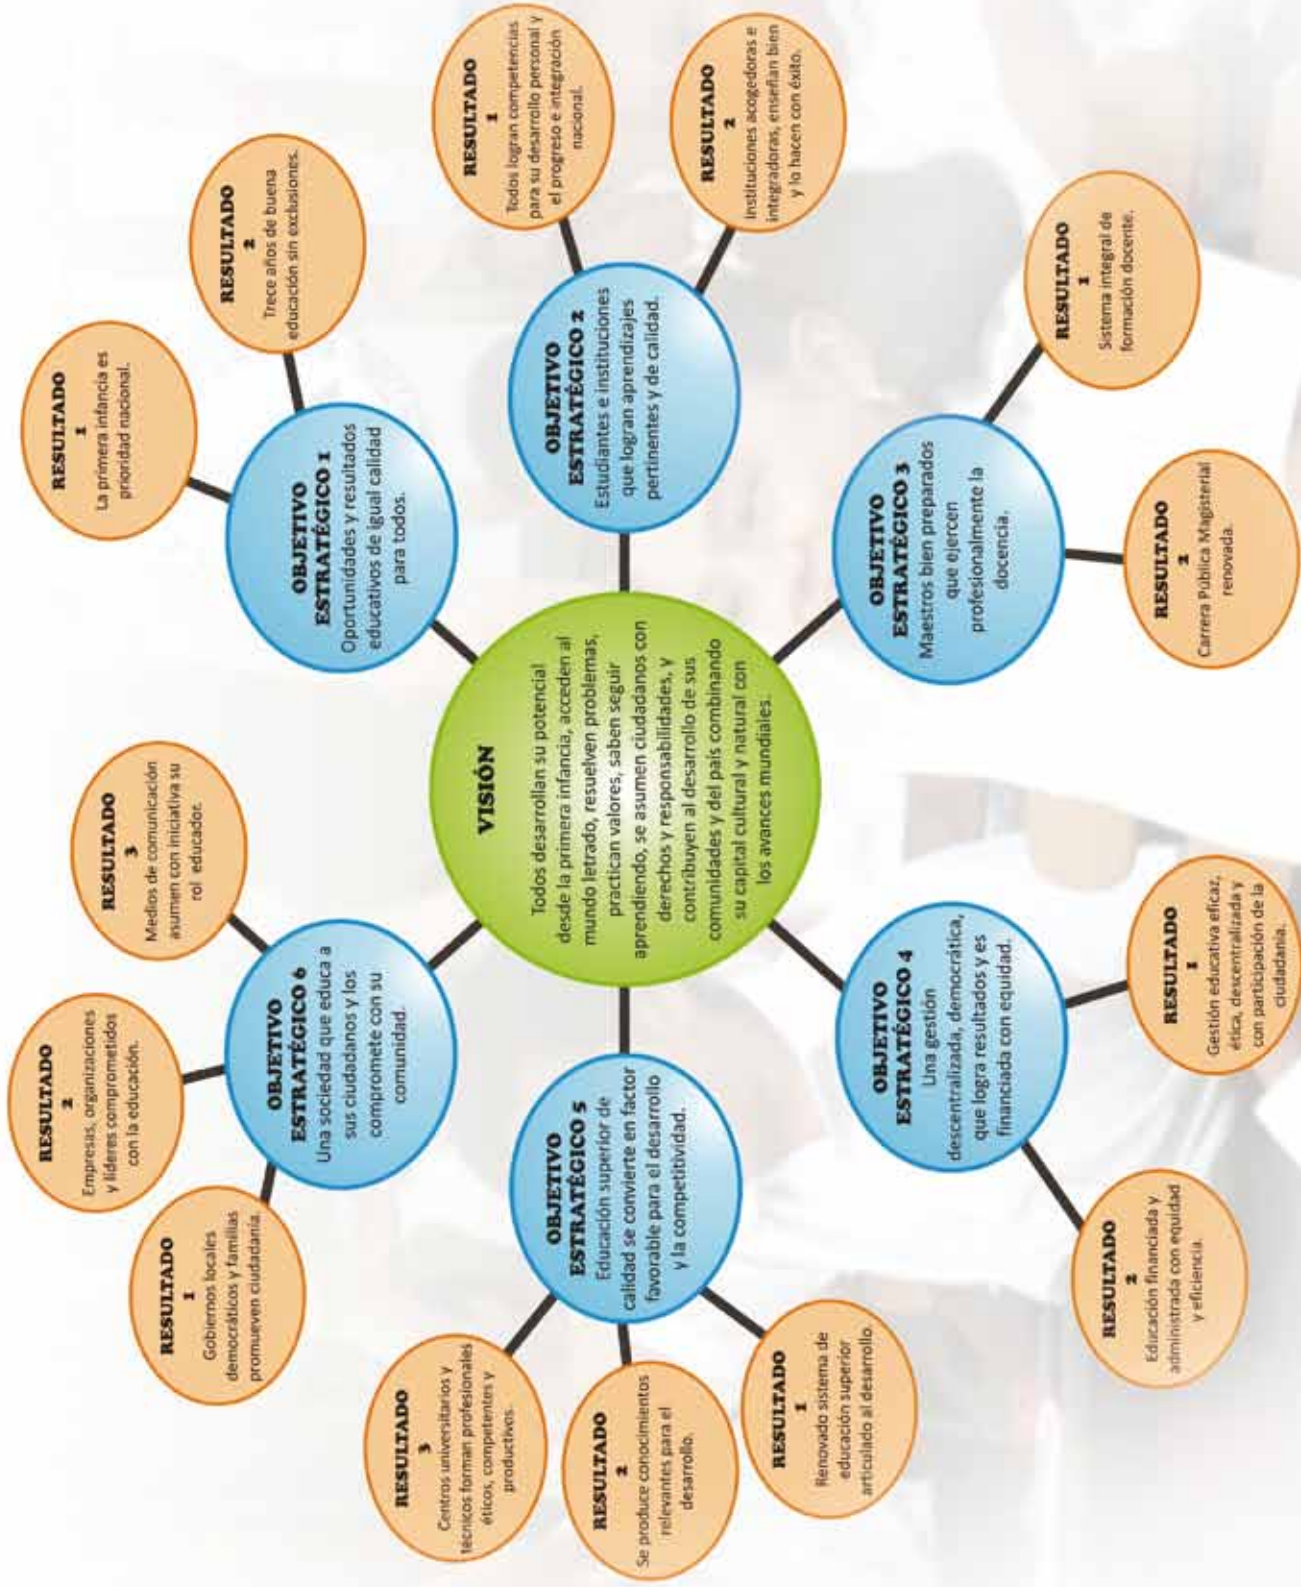 VISIÓN
Todos desarrollan su potencial
desde la primera infancia, acceden al
mundo letrado, resuelven problemas,
practican valores, saben seguir
aprendiendo, se asumen ciudadanos con
derechos y responsabilidades, y
contribuyen al desarrollo de sus
comunidades y del país combinando
su capital cultural y natural con
los avances mundiales.
OBJETIVO
ESTRATÉGICO 1
Oportunidades y resultados
educativos de igual calidad
para todos.
RESULTADO
1
La primera infancia es
prioridad nacional.
RESULTADO
2
Trece años de buena
educación sin exclusiones.
OBJETIVO
ESTRATÉGICO 2
Estudiantes e instituciones
que logran aprendizajes
pertinentes y de calidad.
RESULTADO
1
Todos logran competencias
para su desarrollo personal y
el progreso e integración
nacional.
RESULTADO
2
Instituciones acogedoras e
integradoras, enseñan bien
y lo hacen con éxito.
OBJETIVO
ESTRATÉGICO 3
Maestros bien preparados
que ejercen
profesionalmente la
docencia.
RESULTADO
1
Sistema integral de
formación docente.
RESULTADO
2
Carrera Pública Magisterial
renovada.
OBJETIVO
ESTRATÉGICO 4
Una gestión
descentralizada, democrática,
que logra resultados y es
financiada con equidad.
RESULTADO
1
Gestión educativa eficaz,
ética, descentralizada y
con participación de la
ciudadanía.
RESULTADO
2
Educación financiada y
administrada con equidad
y eficiencia.
OBJETIVO
ESTRATÉGICO 5
Educación superior de
calidad se convierte en factor
favorable para el desarrollo
y la competitividad.
RESULTADO
1
Renovado sistema de
educación superior
articulado al desarrollo.
RESULTADO
2
Se produce conocimientos
relevantes para el
desarrollo.
RESULTADO
3
Centros universitarios y
técnicos forman profesionales
éticos, competentes y
productivos.
OBJETIVO
ESTRATÉGICO 6
Una sociedad que educa a
sus ciudadanos y los
compromete con su
comunidad.
RESULTADO
1
Gobiernos locales
democráticos y familias
promueven ciudadanía.
RESULTADO
2
Empresas, organizaciones
y líderes comprometidos
con la educación.
RESULTADO
3
Medios de comunicación
asumen con iniciativa su
rol educador.